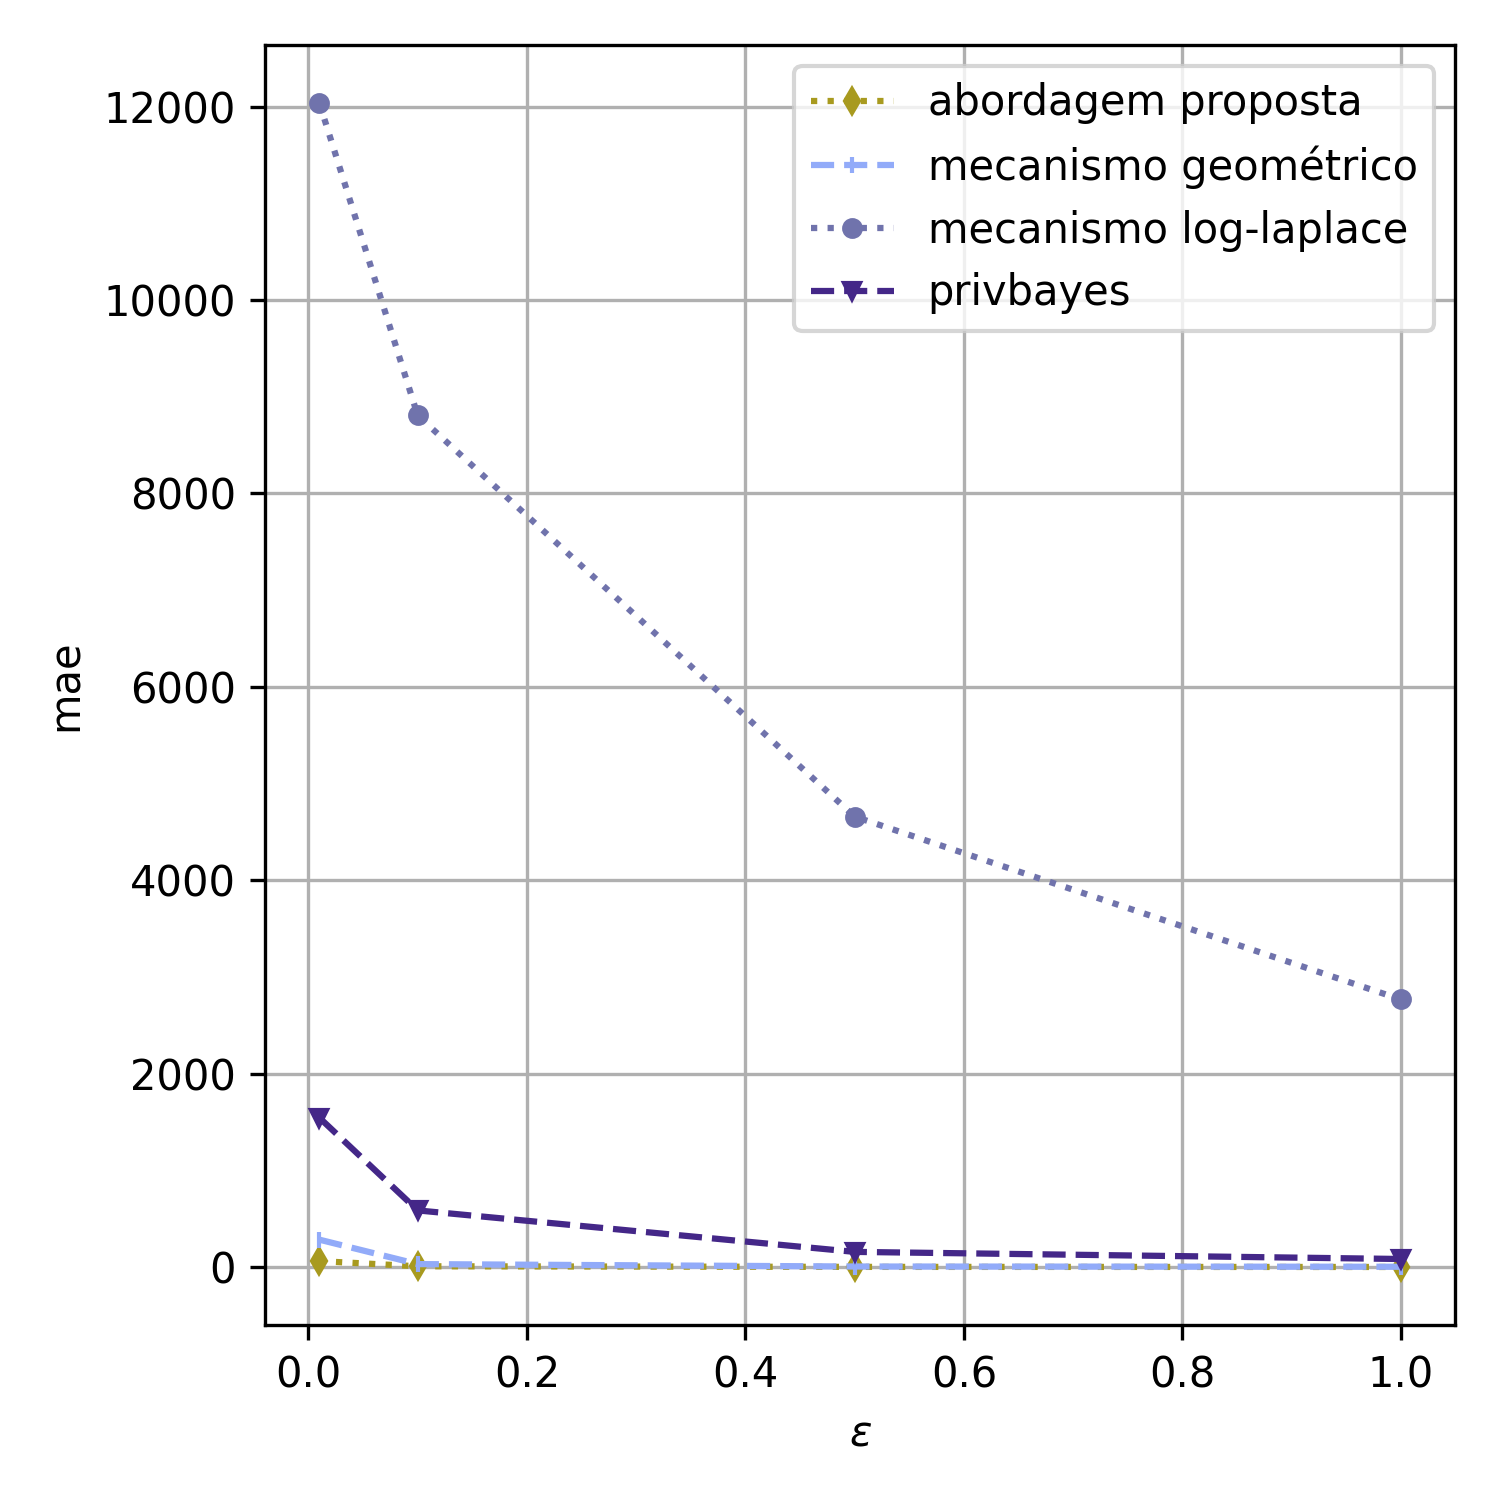 abordagem proposta
mecanismo geométrico
mecanismo log-laplace
privbayes
12000
10000
8000
6000
4000
2000
0
mae
0.0 0.2 0.4 0.6 0.8 1.0
ε